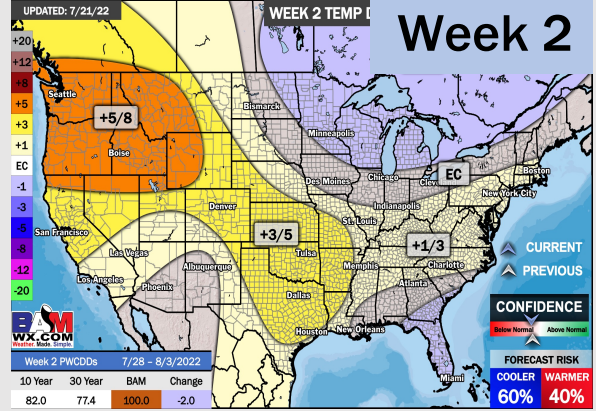 UPDATED: 7/21/22
WEEK 2 TEMP D
Week 2
+20
+12
+8
+5
+3
+1
EC
-1
-3
-5
-8
-12
-20
Seattle
+5/8
Boise
Bismarck
Minneapolis
Des Moines
Chicago
Cleve
EC
Boston
New York City
Indianapolis
Denver
St. Louis
San Francisco
+3/5
+1/3
Las Vegas
Tulsa
Memphis
Charlotte
Albuquerque
Los Angeles
Phoenix
Atlanta
Dallas
Houston
New Orleans
Miami
CURRENT
PREVIOUS
BAM
WX.COM
Weather. Made. Simple.
CONFIDENCE
Below Normal
Above Normal
Week 2 PWCDDs 7/28 - 8/3/2022
10 Year 30 Year BAM Change
82.0 77.4 100.0 -2.0
FORECAST RISK
COOLER WARMER
60% 40%